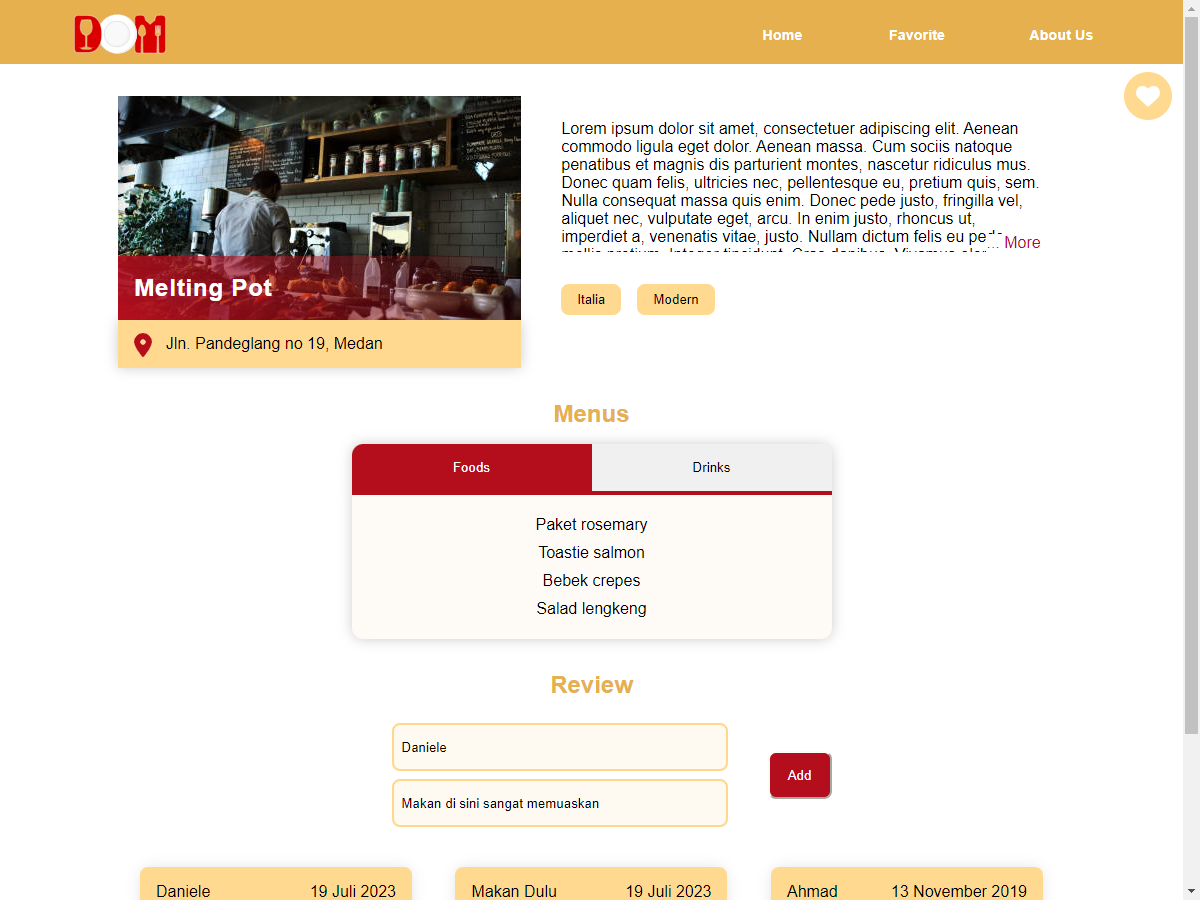 DOM
Home
Favorite
About Us
Lorem ipsum dolor sit amet, consectetuer adipiscing elit. Aenean
commodo ligula eget dolor. Aenean massa. Cum sociis natoque
penatibus et magnis dis parturient montes, nascetur ridiculus mus.
Donec quam felis, ultricies nec, pellentesque eu, pretium quis, sem.
Nulla consequat massa quis enim. Donec pede justo, fringilla vel,
aliquet nec, vulputate eget, arcu. In enim justo, rhoncus ut,
imperdiet a, venenatis vitae, justo. Nullam dictum felis eu
... More
Melting Pot
Jln. Pandeglang no 19, Medan
Italia
Modern
Menus
Foods
Drinks
Paket rosemary
Toastie salmon
Bebek crepes
Salad lengkeng
Review
Daniele
Makan di sini sangat memuaskan
Add
Daniele 19 Juli 2023
Makan Dulu 19 Juli 2023
Ahmad 13 November 2019